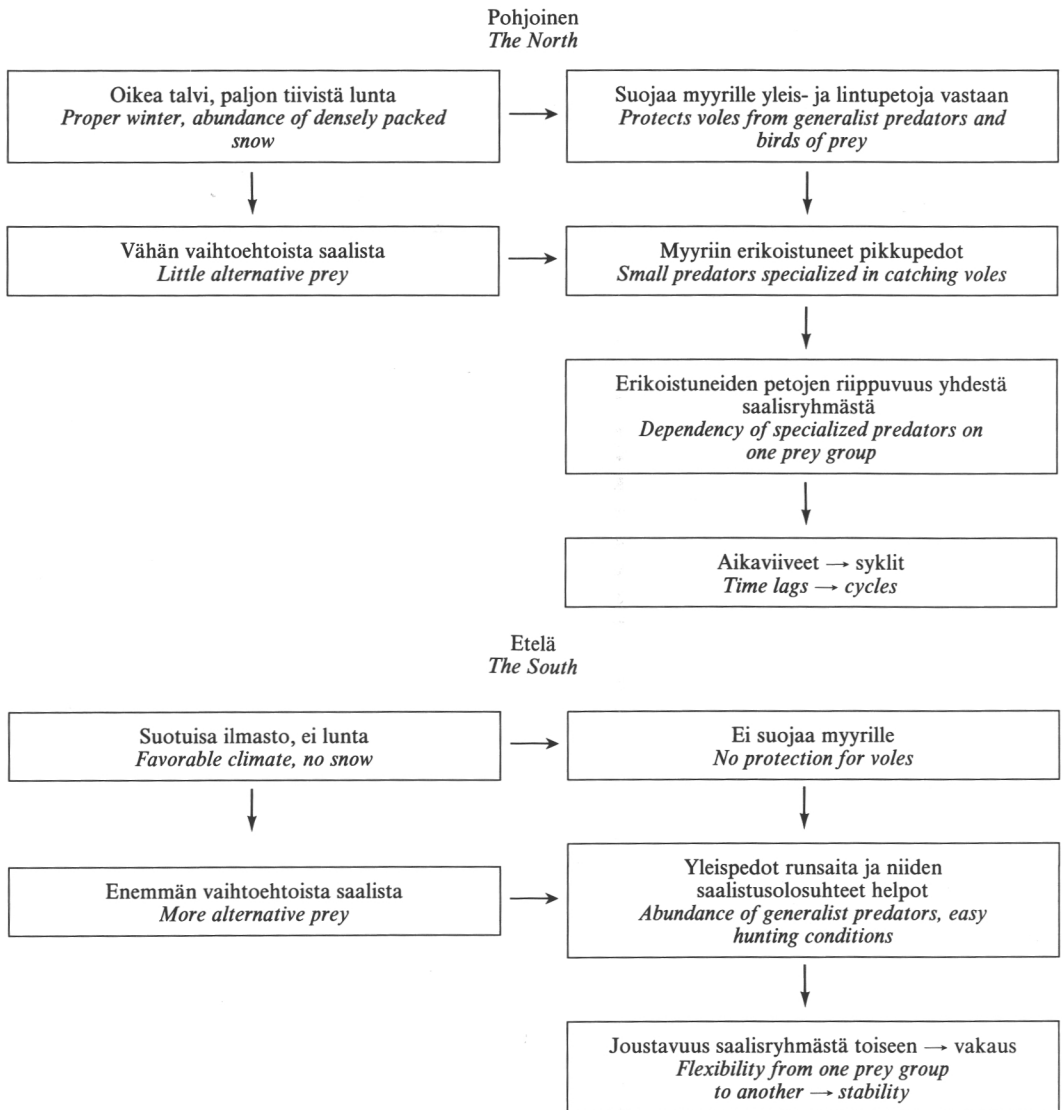 Pohjoinen
The North
Oikea talvi, paljon tiivistä lunta
Proper winter, abundance of densely packed
snow
Suojaa myyrille yleis- ja lintupetoja vastaan
Protects voles from generalist predators and
birds of prey
Vähän vaihtoehtoista saalista
Little alternative prey
Myyriin erikoistuneet pikkupedot
Small predators specialized in catching voles
Erikoistuneiden petojen riippuvuus yhdestä
saalisryhmästä
Dependency of specialized predators on
one prey group
Aikaviiveet → syklit
Time lags → cycles
Etelä
The South
Suotuisa ilmasto, ei lunta
Favorable climate, no snow
Ei suojaa myyrille
No protection for voles
Enemmän vaihtoehtoista saalista
More alternative prey
Yleispedot runsaita ja niiden
saalistusolosuhteet helpot
Abundance of generalist predators, easy
hunting conditions
Joustavuus saalisryhmästä toiseen → vakaus
Flexibility from one prey group
to another → stability